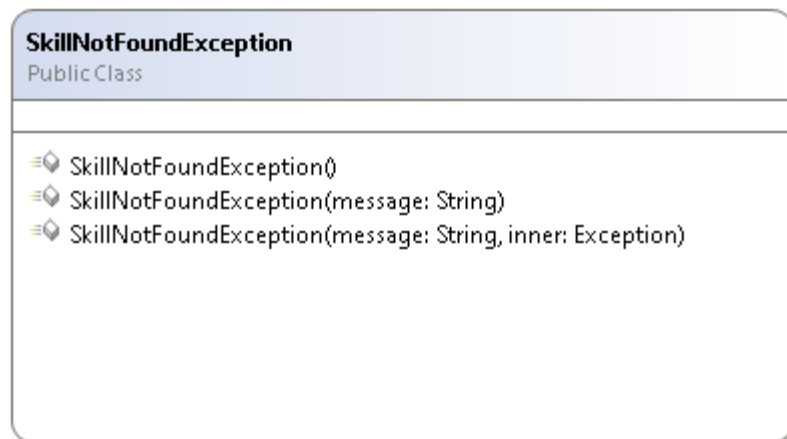 SkillNotFoundException
Public Class
SkillNotFoundException()
SkillNotFoundException(message: String)
SkillNotFoundException(message: String, inner: Exception)